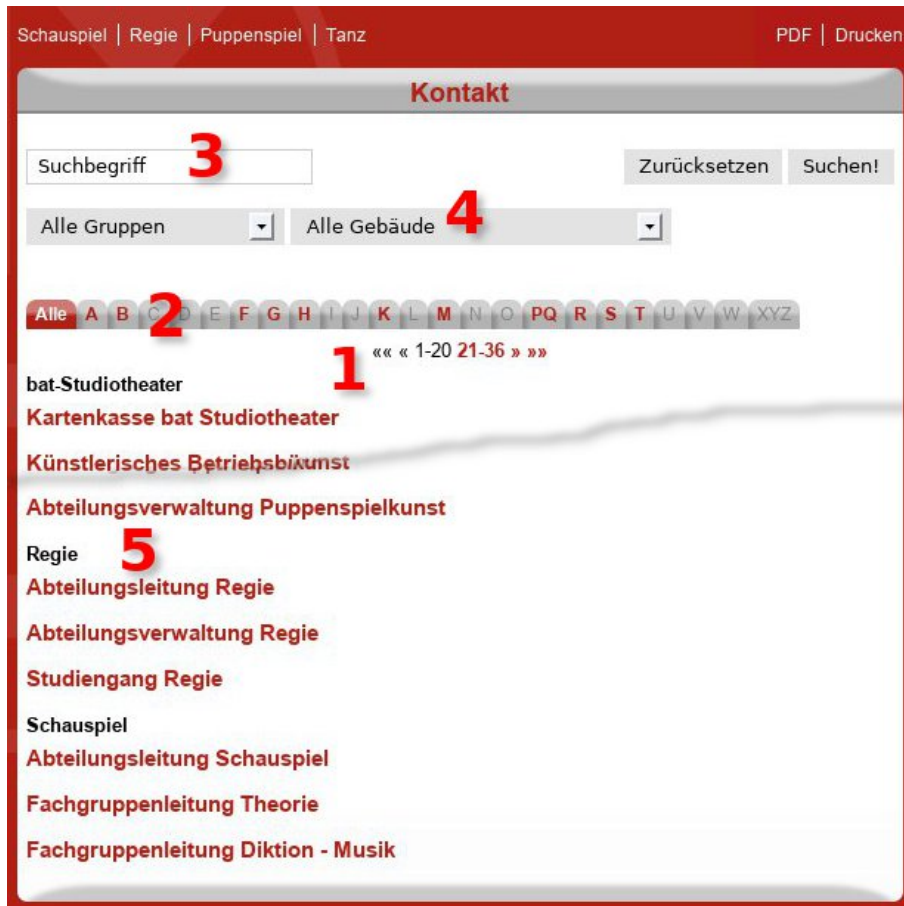 Schauspiel | Regie | Puppenspiel | Tanz PDF | Drucken
Kontakt
Suchbegriff 3 Zurücksetzen Suchen!
Alle Gruppen Alle Gebäude 4
Alle A B C D E F G H I J K L M N O PQ R S T U V W XYZ
2
«« « 1-20 21-36 » »»
1
bat-Studiotheater
Kartenkasse bat Studiotheater
Künstlerisches
Abteilungsverwaltung Puppenspielkunst
Regie 5
Abteilungsleitung Regie
Abteilungsverwaltung Regie
Studiengang Regie
Schauspiel
Abteilungsleitung Schauspiel
Fachgruppenleitung Theorie
Fachgruppenleitung Diktion - Musik